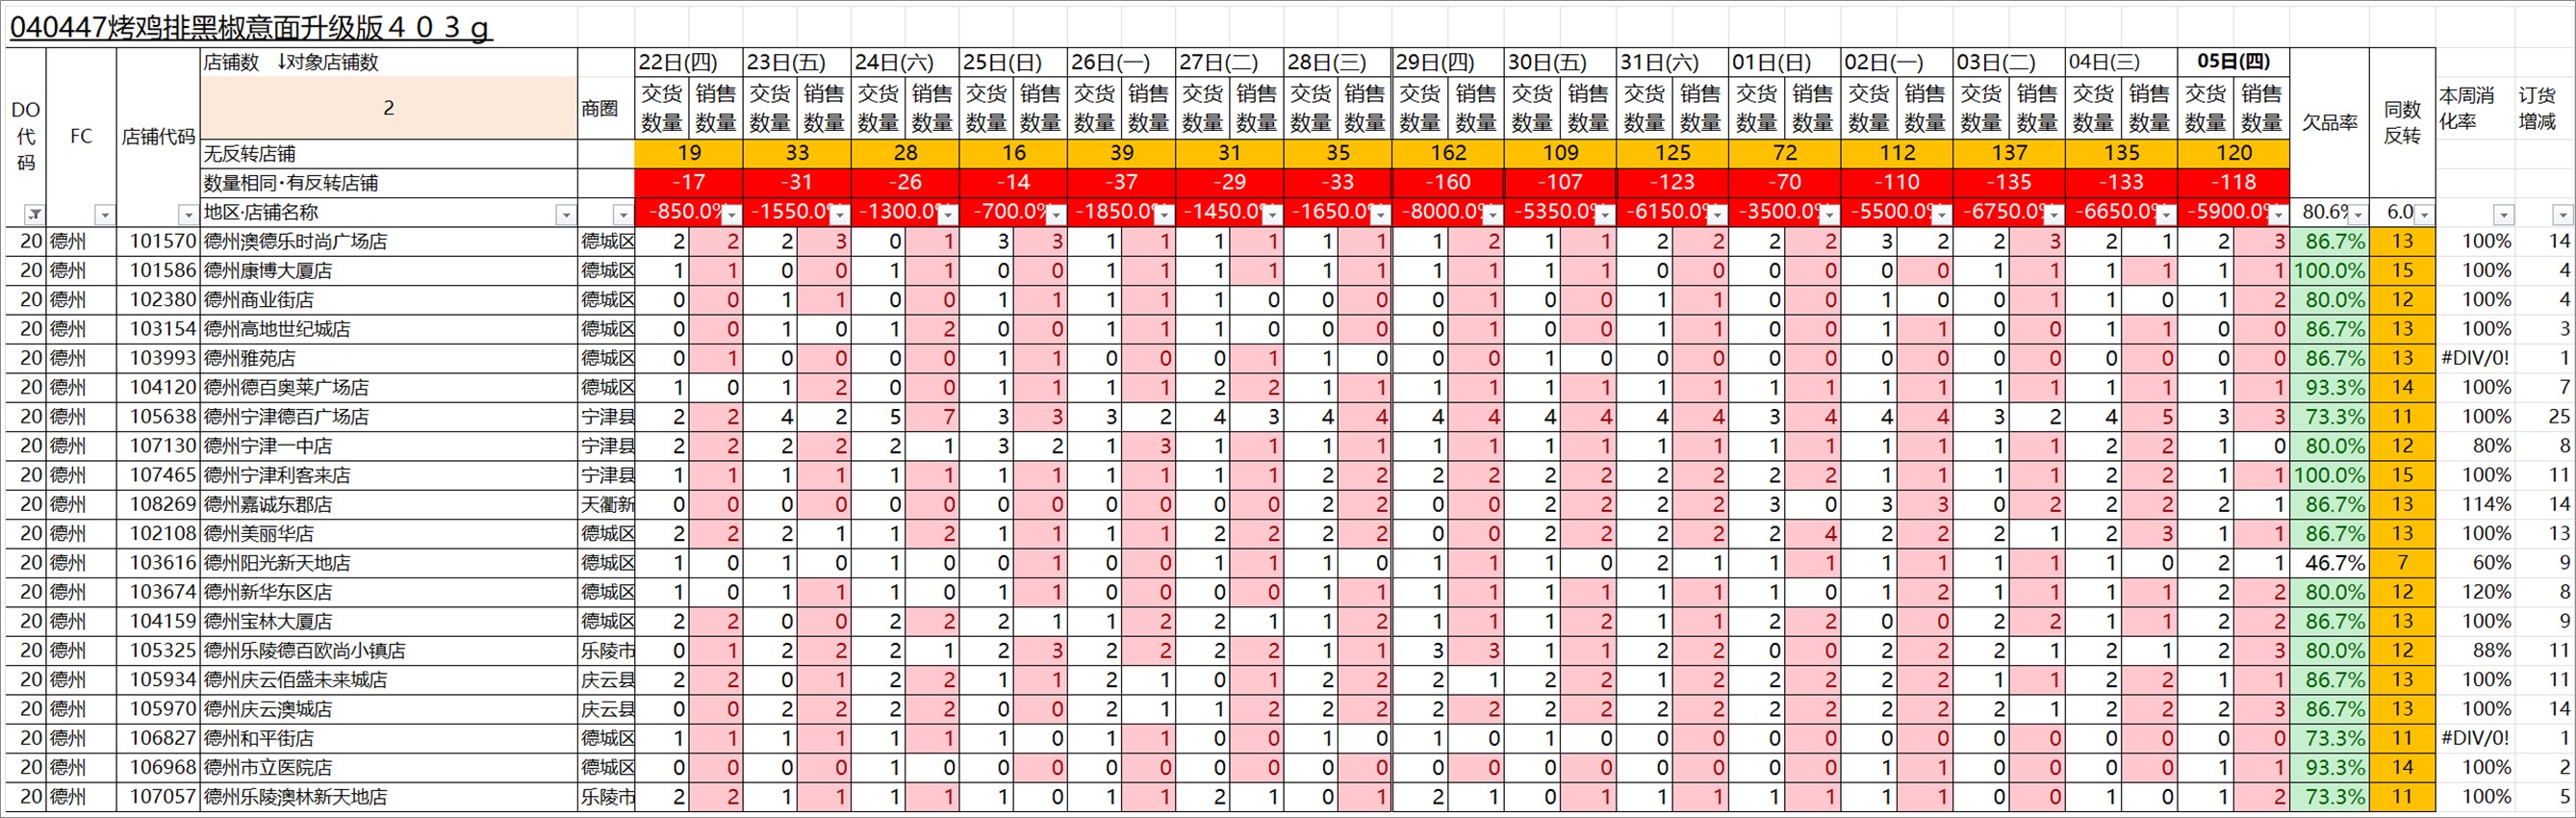 040447烤鸡排黑椒意面升级版４０３ｇ
店铺数 ↓对象店铺数 22日(四) 23日(五) 24日(六) 25日(日) 26日(一) 27日(二) 28日(三) 29日(四) 30日(五) 31日(六) 01日(日) 02日(一) 03日(二) 04日(三) 05日(四)
DO代码 FC 店铺代码 2 商圈 交货数量 销售数量 交货数量 销售数量 交货数量 销售数量 交货数量 销售数量 交货数量 销售数量 交货数量 销售数量 交货数量 销售数量 交货数量 销售数量 交货数量 销售数量 交货数量 销售数量 交货数量 销售数量 交货数量 销售数量 交货数量 销售数量 交货数量 销售数量 交货数量 销售数量 欠品率 同数反转 本周消化率 订货增减
无反转店铺 19 33 28 16 39 31 35 162 109 125 72 112 137 135 120
数量相同·有反转店铺 -17 -31 -26 -14 -37 -29 -33 -160 -107 -123 -70 -110 -135 -133 -118
地区·店铺名称 -850.0% -1550.0% -1300.0% -700.0% -1850.0% -1450.0% -1650.0% -8000.0% -5350.0% -6150.0% -3500.0% -5500.0% -6750.0% -6650.0% -5900.0% 80.6% 6.0
20 德州 101570 德州澳德乐时尚广场店 德城区 2 2 2 3 0 1 3 3 1 1 1 1 1 1 1 2 1 1 2 2 2 2 3 2 2 3 2 1 2 3 86.7% 13 100% 14
20 德州 101586 德州康博大厦店 德城区 1 1 0 0 1 1 0 0 1 1 1 1 1 1 1 1 1 1 0 0 0 0 0 0 1 1 1 1 1 1 100.0% 15 100% 4
20 德州 102380 德州商业街店 德城区 0 0 1 1 0 0 1 1 1 1 1 0 0 0 0 1 0 0 1 1 0 0 1 0 0 1 1 0 1 2 80.0% 12 100% 4
20 德州 103154 德州高地世纪城店 德城区 0 0 1 0 1 2 0 0 1 1 1 0 0 0 0 1 0 0 1 1 0 0 1 1 0 0 1 1 0 0 86.7% 13 100% 3
20 德州 103993 德州雅苑店 德城区 0 1 0 0 0 0 1 1 0 0 0 1 1 0 0 0 1 0 0 0 0 0 0 0 0 0 0 0 0 0 86.7% 13 #DIV/0! 1
20 德州 104120 德州德百奥莱广场店 德城区 1 0 1 2 0 0 1 1 1 1 2 2 1 1 1 1 1 1 1 1 1 1 1 1 1 1 1 1 1 1 93.3% 14 100% 7
20 德州 105638 德州宁津德百广场店 宁津县 2 2 4 2 5 7 3 3 3 2 4 3 4 4 4 4 4 4 4 4 3 4 4 4 3 2 4 5 3 3 73.3% 11 100% 25
20 德州 107130 德州宁津一中店 宁津县 2 2 2 2 2 1 3 2 1 3 1 1 1 1 1 1 1 1 1 1 1 1 1 1 1 1 2 2 1 0 80.0% 12 80% 8
20 德州 107465 德州宁津利客来店 宁津县 1 1 1 1 1 1 1 1 1 1 1 1 2 2 2 2 2 2 2 2 2 2 1 1 1 1 2 2 1 1 100.0% 15 100% 11
20 德州 108269 德州嘉诚东郡店 天衢新 0 0 0 0 0 0 0 0 0 0 0 0 2 2 0 0 2 2 2 2 3 0 3 3 0 2 2 2 2 1 86.7% 13 114% 14
20 德州 102108 德州美丽华店 德城区 2 2 2 1 1 2 1 1 1 1 2 2 2 2 0 0 2 2 2 2 2 4 2 2 2 1 2 3 1 1 86.7% 13 100% 13
20 德州 103616 德州阳光新天地店 德城区 1 0 1 0 1 0 0 1 0 0 1 1 1 0 1 1 1 0 2 1 1 1 1 1 1 1 1 0 2 1 46.7% 7 60% 9
20 德州 103674 德州新华东区店 德城区 1 0 1 1 1 0 1 1 0 0 0 0 1 1 1 1 1 1 1 1 1 0 1 2 1 1 1 1 2 2 80.0% 12 120% 8
20 德州 104159 德州宝林大厦店 德城区 2 2 0 0 2 2 2 1 1 2 2 1 1 2 1 1 1 2 1 1 2 2 0 0 2 2 1 1 2 2 86.7% 13 100% 9
20 德州 105325 德州乐陵德百欧尚小镇店 乐陵市 0 1 2 2 2 1 2 3 2 2 2 2 1 1 3 3 1 1 2 2 0 0 2 2 2 1 2 1 2 3 80.0% 12 88% 11
20 德州 105934 德州庆云佰盛未来城店 庆云县 2 2 0 1 2 2 1 1 2 1 0 1 2 2 2 1 2 2 1 2 2 2 2 2 1 1 2 2 1 1 86.7% 13 100% 11
20 德州 105970 德州庆云澳城店 庆云县 0 0 2 2 2 2 0 0 2 1 1 2 2 2 2 2 2 2 2 2 2 2 2 2 2 1 2 2 2 3 86.7% 13 100% 14
20 德州 106827 德州和平街店 德城区 1 1 1 1 1 1 1 0 1 1 0 0 1 0 1 0 1 0 0 0 0 0 0 0 0 0 0 0 0 0 73.3% 11 #DIV/0! 1
20 德州 106968 德州市立医院店 德城区 0 0 0 0 1 0 0 0 0 0 0 0 0 0 0 0 0 0 0 0 0 0 1 1 0 0 0 0 1 1 93.3% 14 100% 2
20 德州 107057 德州乐陵澳林新天地店 乐陵市 2 2 1 1 1 1 1 0 1 1 2 1 0 1 2 1 0 1 1 1 1 1 1 1 0 0 1 0 1 2 73.3% 11 100% 5